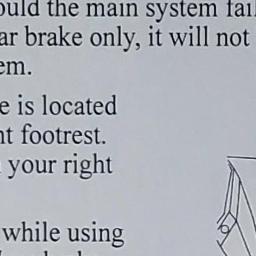 ould the main system fail
ar brake only, it will not
em.
e is located
nt footrest.
your right
while using